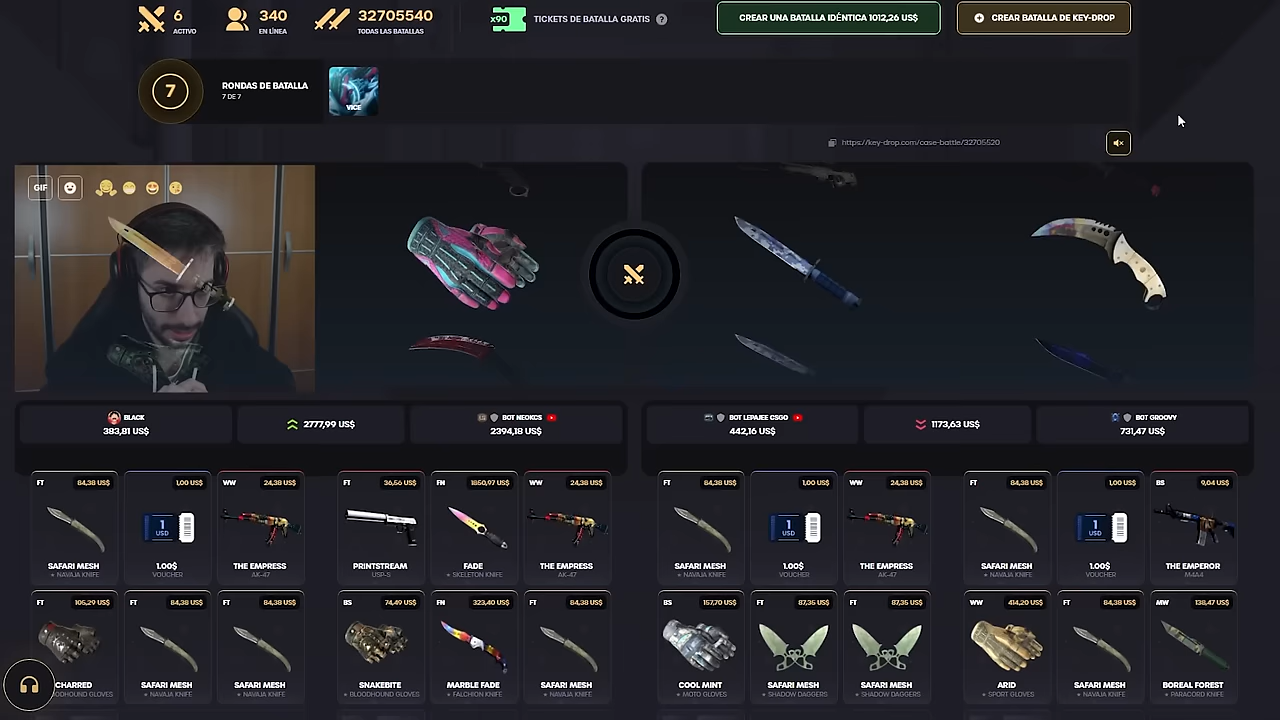 6
ACTIVO
340
EN LÍNEA
32705540
TODAS LAS BATALLAS
x90
TICKETS DE BATALLA GRATIS ?
CREAR UNA BATALLA IDÉNTICA 1012,26 US$
CREAR BATALLA DE KEY-DROP
7
RONDAS DE BATALLA
7 DE 7
VICE
https://key-drop.com/case-battle/32705520
GIF
BLACK
383,81 US$
2777,99 US$
BOT NEOKCS
2394,18 US$
BOT LEPAJEE CSGO
442,16 US$
1173,63 US$
BOT GROOVY
731,47 US$
FT 84,38 US$
SAFARI MESH
★ NAVAJA KNIFE
1,00 US$
1 USD
1.00$
VOUCHER
WW 24,38 US$
THE EMPRESS
AK-47
FT 36,56 US$
PRINTSTREAM
USP-S
FN 1850,97 US$
FADE
★ SKELETON KNIFE
WW 24,38 US$
THE EMPRESS
AK-47
FT 84,38 US$
SAFARI MESH
★ NAVAJA KNIFE
1,00 US$
1 USD
1.00$
VOUCHER
WW 24,38 US$
THE EMPRESS
AK-47
FT 84,38 US$
SAFARI MESH
★ NAVAJA KNIFE
1,00 US$
1 USD
1.00$
VOUCHER
BS 9,04 US$
THE EMPEROR
M4A4
FT 105,29 US$
CHARRED
ODHOUND GLOVES
FT 84,38 US$
SAFARI MESH
★ NAVAJA KNIFE
FT 84,38 US$
SAFARI MESH
★ NAVAJA KNIFE
BS 74,49 US$
SNAKEBITE
★ BLOODHOUND GLOVES
FN 323,40 US$
MARBLE FADE
★ FALCHION KNIFE
FT 84,38 US$
SAFARI MESH
★ NAVAJA KNIFE
BS 157,70 US$
COOL MINT
★ MOTO GLOVES
FT 87,35 US$
SAFARI MESH
★ SHADOW DAGGERS
FT 87,35 US$
SAFARI MESH
★ SHADOW DAGGERS
WW 414,20 US$
ARID
★ SPORT GLOVES
FT 84,38 US$
SAFARI MESH
★ NAVAJA KNIFE
MW 138,47 US$
BOREAL FOREST
★ PARACORD KNIFE